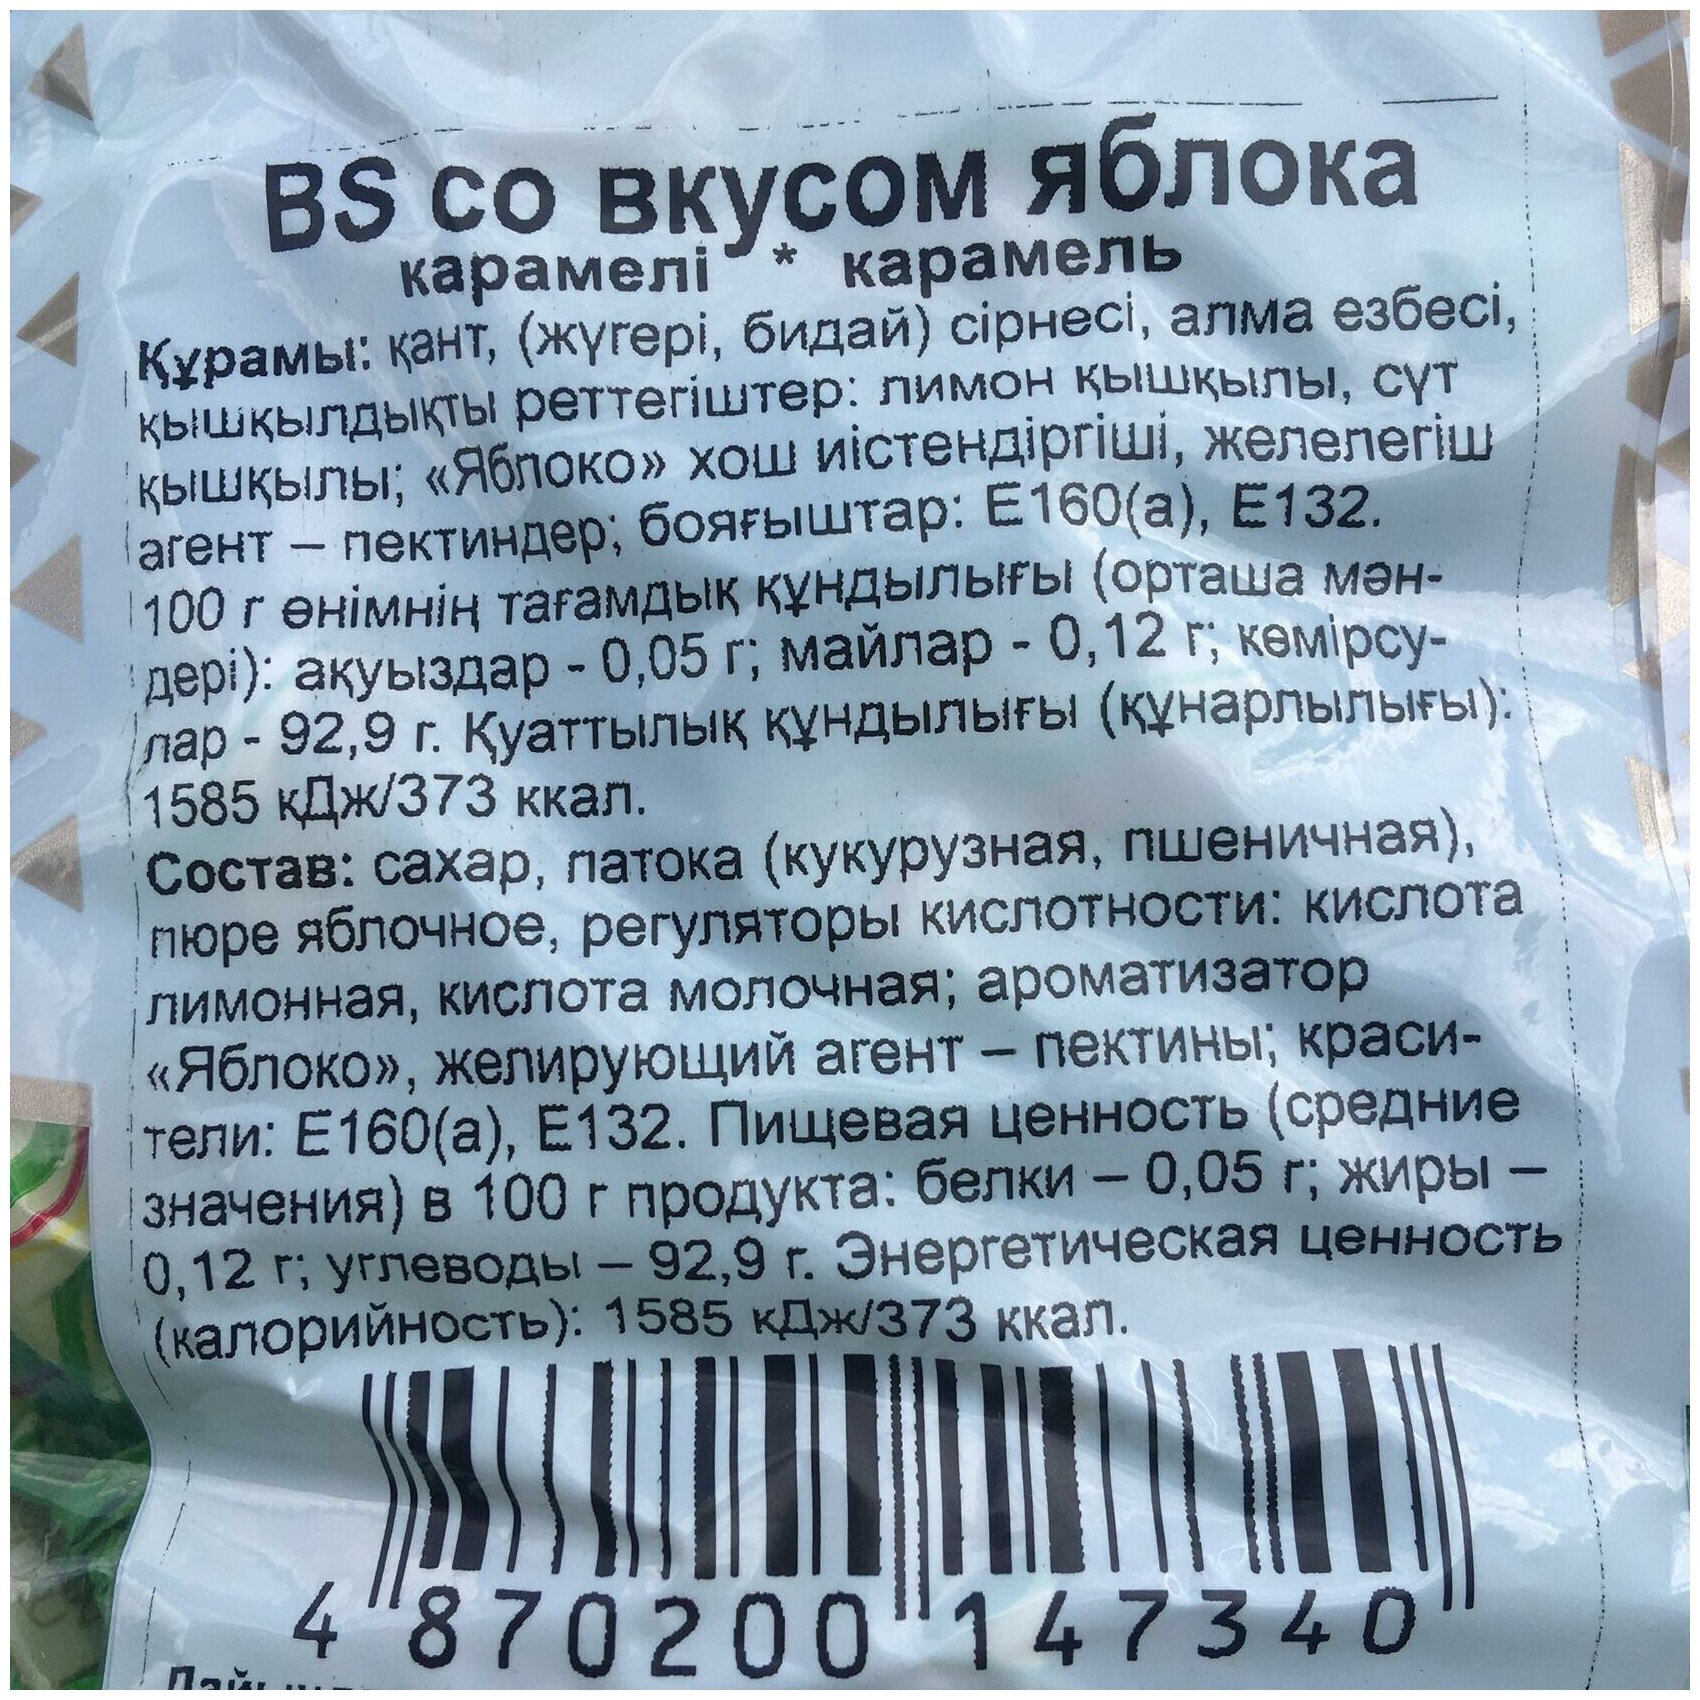 BS со вкусом яблока
карамелі * карамель
Құрамы: қант, (жүгері, бидай) сірнесі, алма езбесі,
қышқылдықты реттегіштер: лимон қышқылы, сүт
қышқылы; «Яблоко» хош иістендіргіші, желелегіш
агент – пектиндер; бояғыштар: Е160(а), Е132.
100 г өнімнің тағамдық құндылығы (орташа мән-
дері): ақуыздар - 0,05 г; майлар - 0,12 г; көмірсу-
лар - 92,9 г. Қуаттылық құндылығы (құнарлылығы):
1585 кДж/373 ккал.
Состав: сахар, патока (кукурузная, пшеничная),
пюре яблочное, регуляторы кислотности: кислота
лимонная, кислота молочная; ароматизатор
«Яблоко», желирующий агент – пектины; краси-
тели: Е160(а), Е132. Пищевая ценность (средние
значения) в 100 г продукта: белки – 0,05 г; жиры –
0,12 г; углеводы – 92,9 г. Энергетическая ценность
(калорийность): 1585 кДж/373 ккал.
4 870200 147340